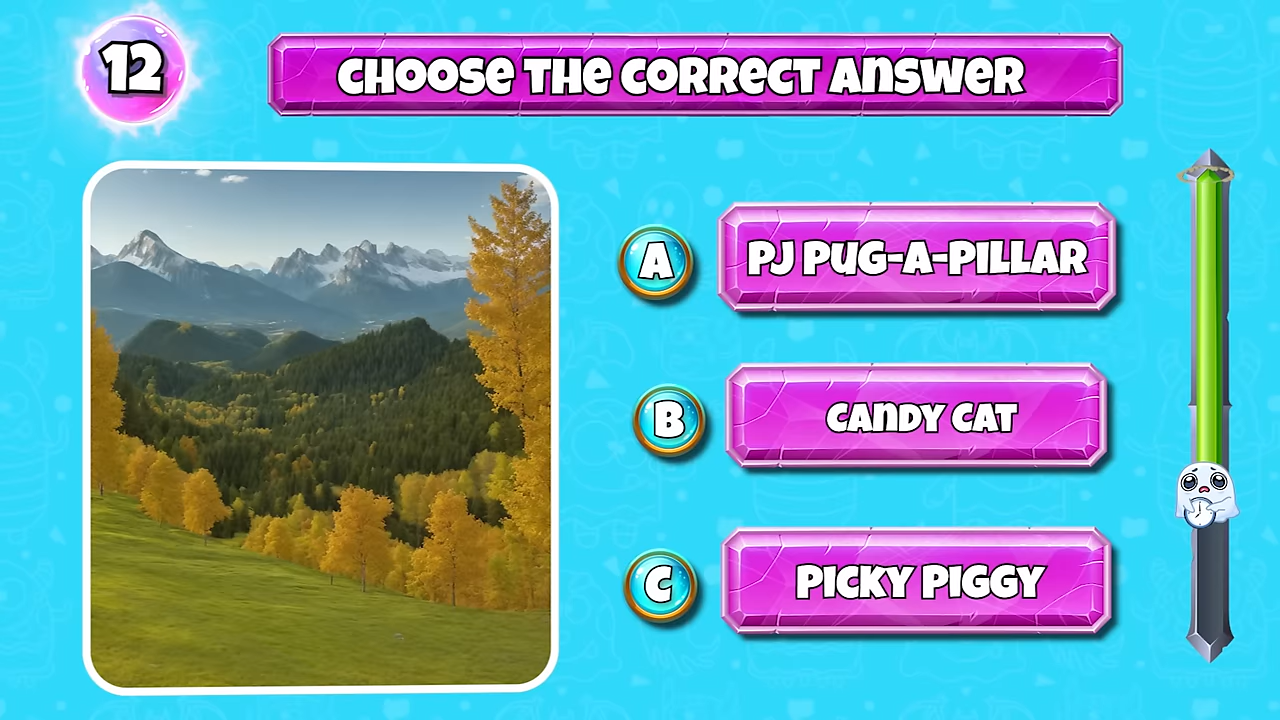 12
CHOOSE THE CORRECT ANSWER
A
PJ PUG-A-PILLAR
B
CANDY CAT
C
PICKY PIGGY